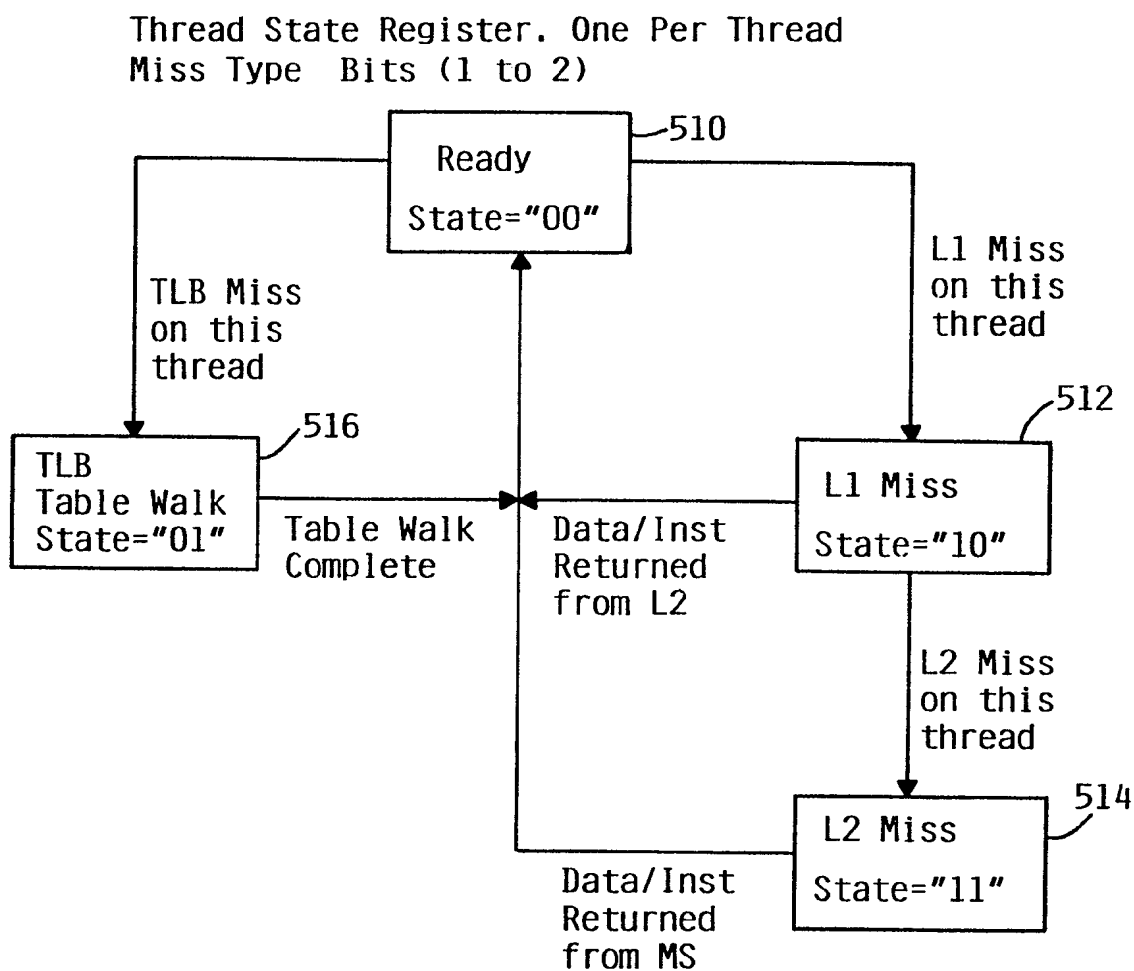 Thread State Register. One Per Thread
Miss Type Bits (1 to 2)
510
Ready
State="00"
TLB Miss
on this
thread
L1 Miss
on this
thread
516
512
TLB
Table Walk
State="01"
Table Walk
Complete
Data/Inst
Returned
from L2
L1 Miss
State="10"
L2 Miss
on this
thread
514
L2 Miss
State="11"
Data/Inst
Returned
from MS